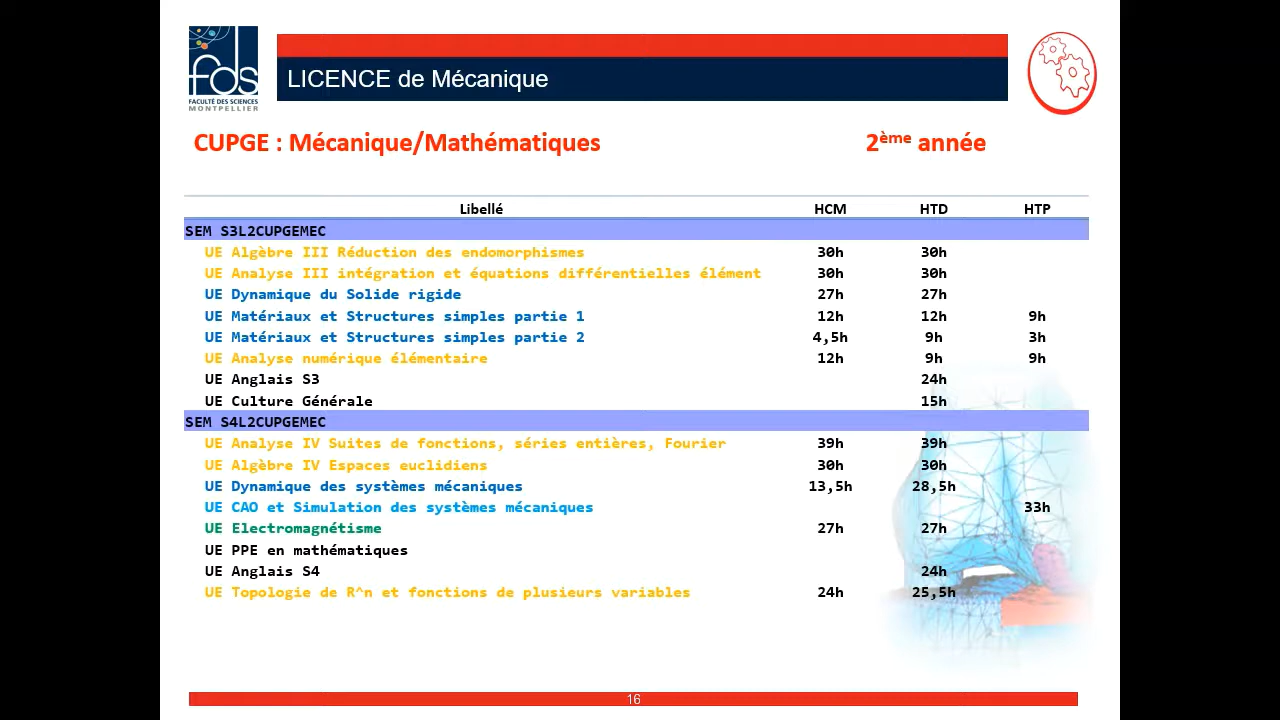 fds
FACULTÉ DES SCIENCES
MONTPELLIER
LICENCE de Mécanique
CUPGE : Mécanique/Mathématiques 2ème année
Libellé HCM HTD HTP
SEM S3L2CUPGEMEC
UE Algèbre III Réduction des endomorphismes 30h 30h
UE Analyse III intégration et équations différentielles élément 30h 30h
UE Dynamique du Solide rigide 27h 27h
UE Matériaux et Structures simples partie 1 12h 12h 9h
UE Matériaux et Structures simples partie 2 4,5h 9h 3h
UE Analyse numérique élémentaire 12h 9h 9h
UE Anglais S3 24h
UE Culture Générale 15h
SEM S4L2CUPGEMEC
UE Analyse IV Suites de fonctions, séries entières, Fourier 39h 39h
UE Algèbre IV Espaces euclidiens 30h 30h
UE Dynamique des systèmes mécaniques 13,5h 28,5h
UE CAO et Simulation des systèmes mécaniques 33h
UE Electromagnétisme 27h 27h
UE PPE en mathématiques
UE Anglais S4 24h
UE Topologie de R^n et fonctions de plusieurs variables 24h 25,5h
16